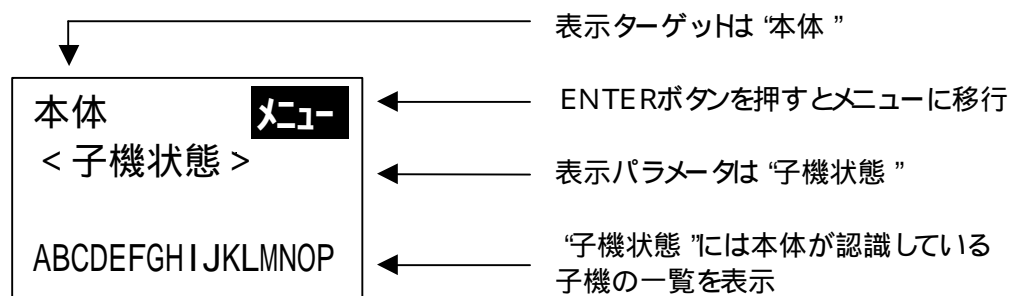 表示ターゲットは “本体 ”
本体 メニュー
ENTERボタンを押すとメニューに移行
<子機状態>
表示パラメータは “子機状態 ”
ABCDEFGHIJKLMNOP
“子機状態 ”には本体が認識している
子機の一覧を表示